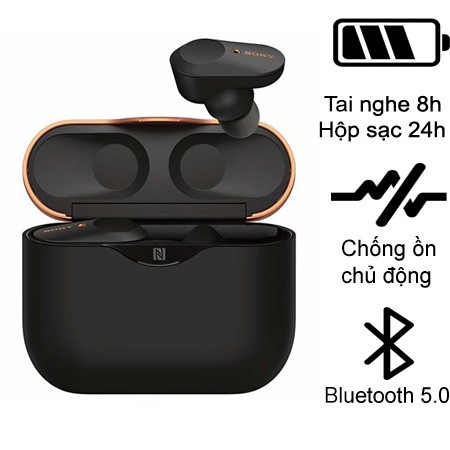 SONY
SONY
Tai nghe 8h
Hộp sạc 24h
Chống ồn
chủ động
Bluetooth 5.0